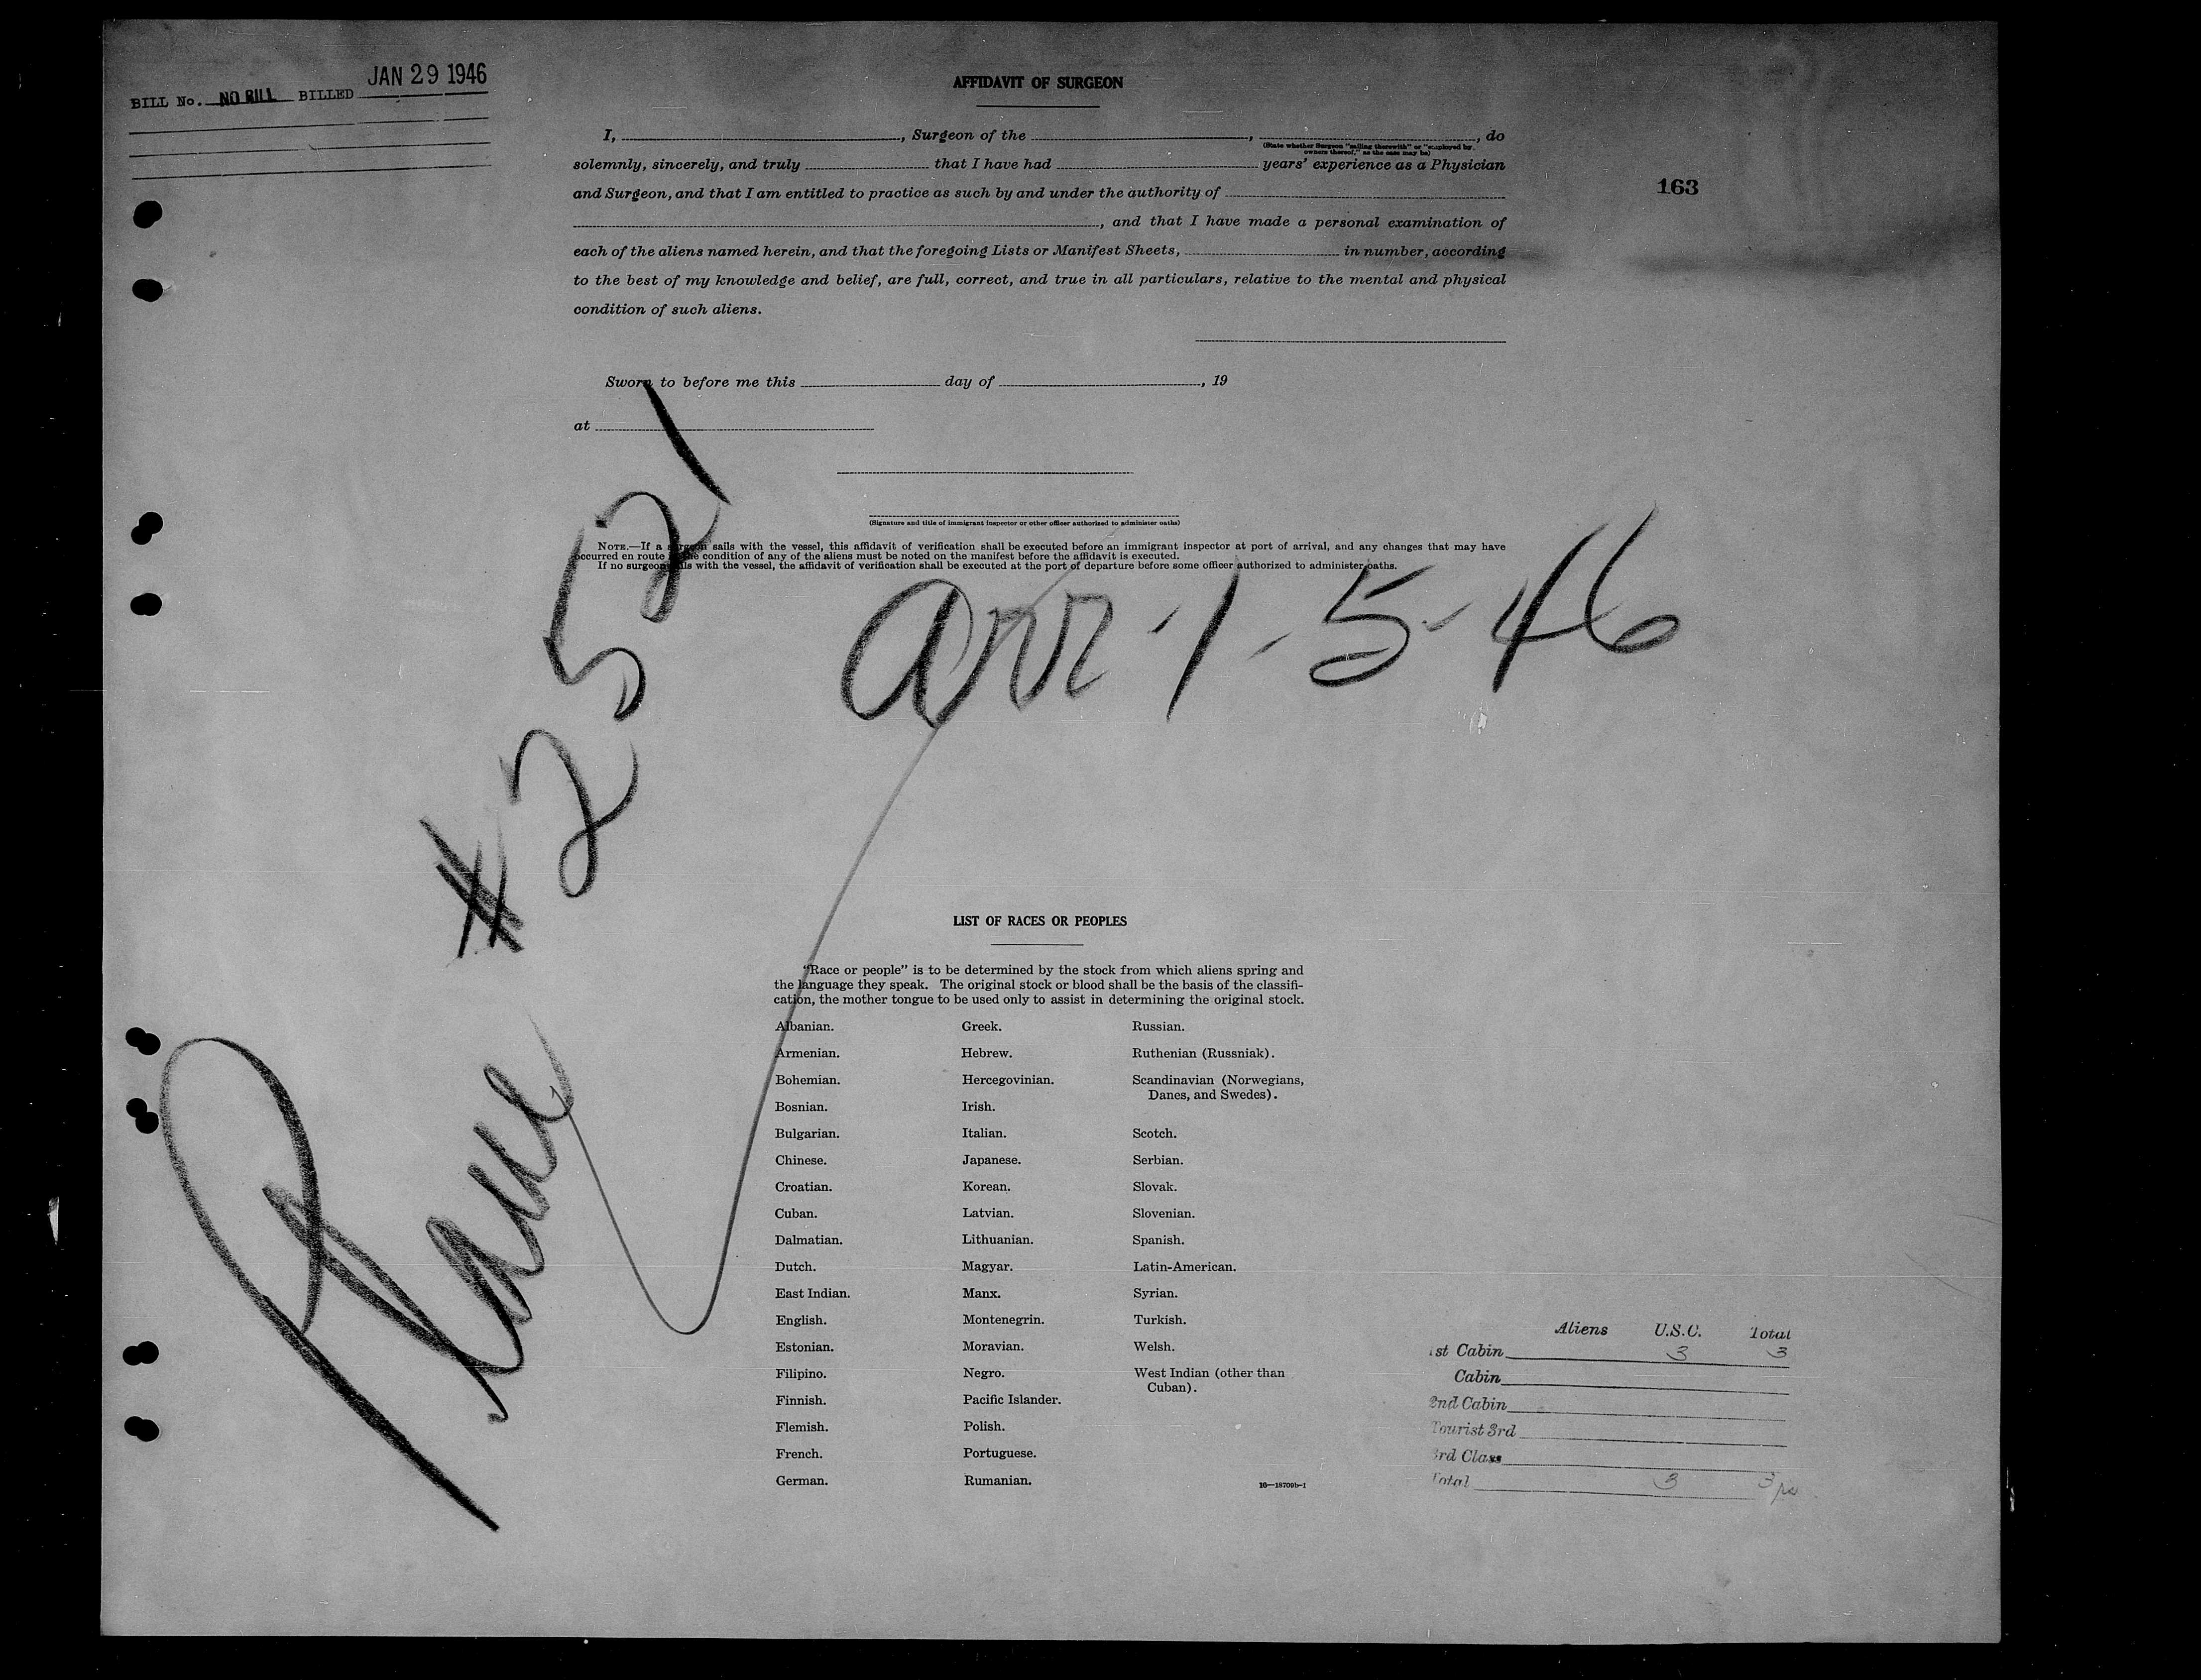 JAN 29 1946
BILL No. NO BILL BILLED
AFFIDAVIT OF SURGEON
I, , Surgeon of the , , do
(State whether Surgeon "sailing therewith" or "employed by owners thereof," as the case may be)
solemnly, sincerely, and truly that I have had years' experience as a Physician
and Surgeon, and that I am entitled to practice as such by and under the authority of
163
, and that I have made a personal examination of
each of the aliens named herein, and that the foregoing Lists or Manifest Sheets, in number, according
to the best of my knowledge and belief, are full, correct, and true in all particulars, relative to the mental and physical
condition of such aliens.
Sworn to before me this day of , 19
at
(Signature and title of immigrant inspector or other officer authorized to administer oaths)
NOTE.—If a surgeon sails with the vessel, this affidavit of verification shall be executed before an immigrant inspector at port of arrival, and any changes that may have
occurred en route in the condition of any of the aliens must be noted on the manifest before the affidavit is executed.
If no surgeon sails with the vessel, the affidavit of verification shall be executed at the port of departure before some officer authorized to administer oaths.
Plane #2521
arr-1-5-46
LIST OF RACES OR PEOPLES
"Race or people" is to be determined by the stock from which aliens spring and
the language they speak. The original stock or blood shall be the basis of the classifi-
cation, the mother tongue to be used only to assist in determining the original stock.
Albanian. Greek. Russian.
Armenian. Hebrew. Ruthenian (Russniak).
Bohemian. Hercegovinian. Scandinavian (Norwegians,
Danes, and Swedes).
Bosnian. Irish.
Bulgarian. Italian. Scotch.
Chinese. Japanese. Serbian.
Croatian. Korean. Slovak.
Cuban. Latvian. Slovenian.
Dalmatian. Lithuanian. Spanish.
Dutch. Magyar. Latin-American.
East Indian. Manx. Syrian.
English. Montenegrin. Turkish.
Estonian. Moravian. Welsh.
Filipino. Negro. West Indian (other than
Cuban).
Finnish. Pacific Islander.
Flemish. Polish.
French. Portuguese.
German. Rumanian.
16—18709b-1
Aliens U.S.C. Total
1st Cabin 3 3
Cabin
2nd Cabin
Tourist 3rd
3rd Class
Total 3 3